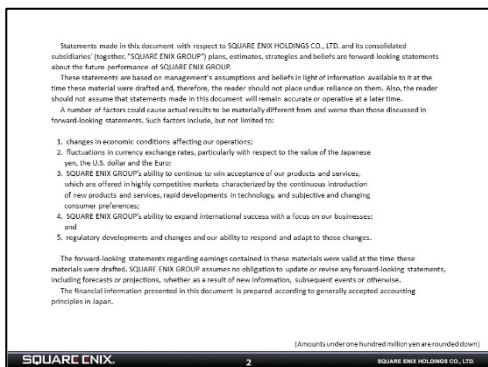 Statements made in this document with respect to SQUARE ENIX HOLDINGS CO., LTD. and its consolidated
subsidiaries' (together, "SQUARE ENIX GROUP") plans, estimates, strategies and beliefs are forward-looking statements
about the future performance of SQUARE ENIX GROUP.
These statements are based on management's assumptions and beliefs in light of information available to it at the
time these material were drafted and, therefore, the reader should not place undue reliance on them. Also, the reader
should not assume that statements made in this document will remain accurate or operative at a later time.
A number of factors could cause actual results to be materially different from and worse than those discussed in
forward-looking statements. Such factors include, but not limited to:
1. changes in economic conditions affecting our operations;
2. fluctuations in currency exchange rates, particularly with respect to the value of the Japanese
yen, the U.S. dollar and the Euro;
3. SQUARE ENIX GROUP's ability to continue to win acceptance of our products and services,
which are offered in highly competitive markets characterized by the continuous introduction
of new products and services, rapid developments in technology, and subjective and changing
consumer preferences;
4. SQUARE ENIX GROUP's ability to expand international success with a focus on our businesses;
and
5. regulatory developments and changes and our ability to respond and adapt to those changes.
The forward-looking statements regarding earnings contained in these materials were valid at the time these
materials were drafted. SQUARE ENIX GROUP assumes no obligation to update or revise any forward-looking statements,
including forecasts or projections, whether as a result of new information, subsequent events or otherwise.
The financial information presented in this document is prepared according to generally accepted accounting
principles in Japan.
(Amounts under one hundred million yen are rounded down)
SQUARE ENIX. 2 SQUARE ENIX HOLDINGS CO., LTD.